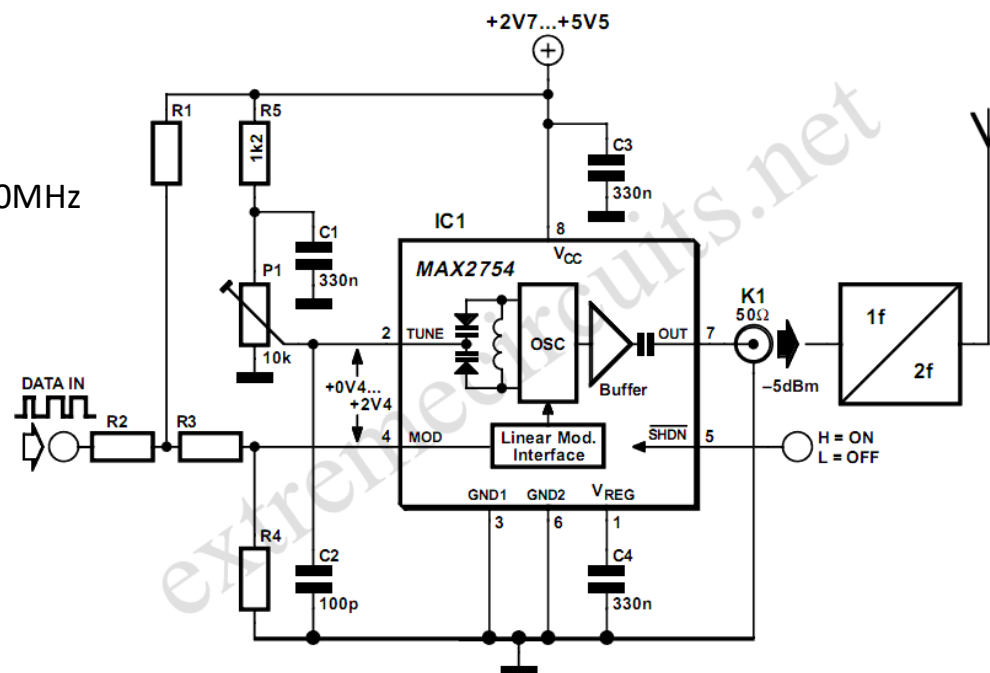 +2V7...+5V5
R1
R5
1k2
C3
330n
0MHz
C1
330n
IC1
8
VCC
MAX2754
P1
10k
2
TUNE
OSC
Buffer
OUT
7
K1
50Ω
–5dBm
1f
2f
+0V4...
+2V4
DATA IN
R2
R3
4
MOD
Linear Mod.
Interface
SHDN
5
H = ON
L = OFF
GND1
GND2
VREG
3
6
1
R4
C2
100p
C4
330n
extremecircuits.net